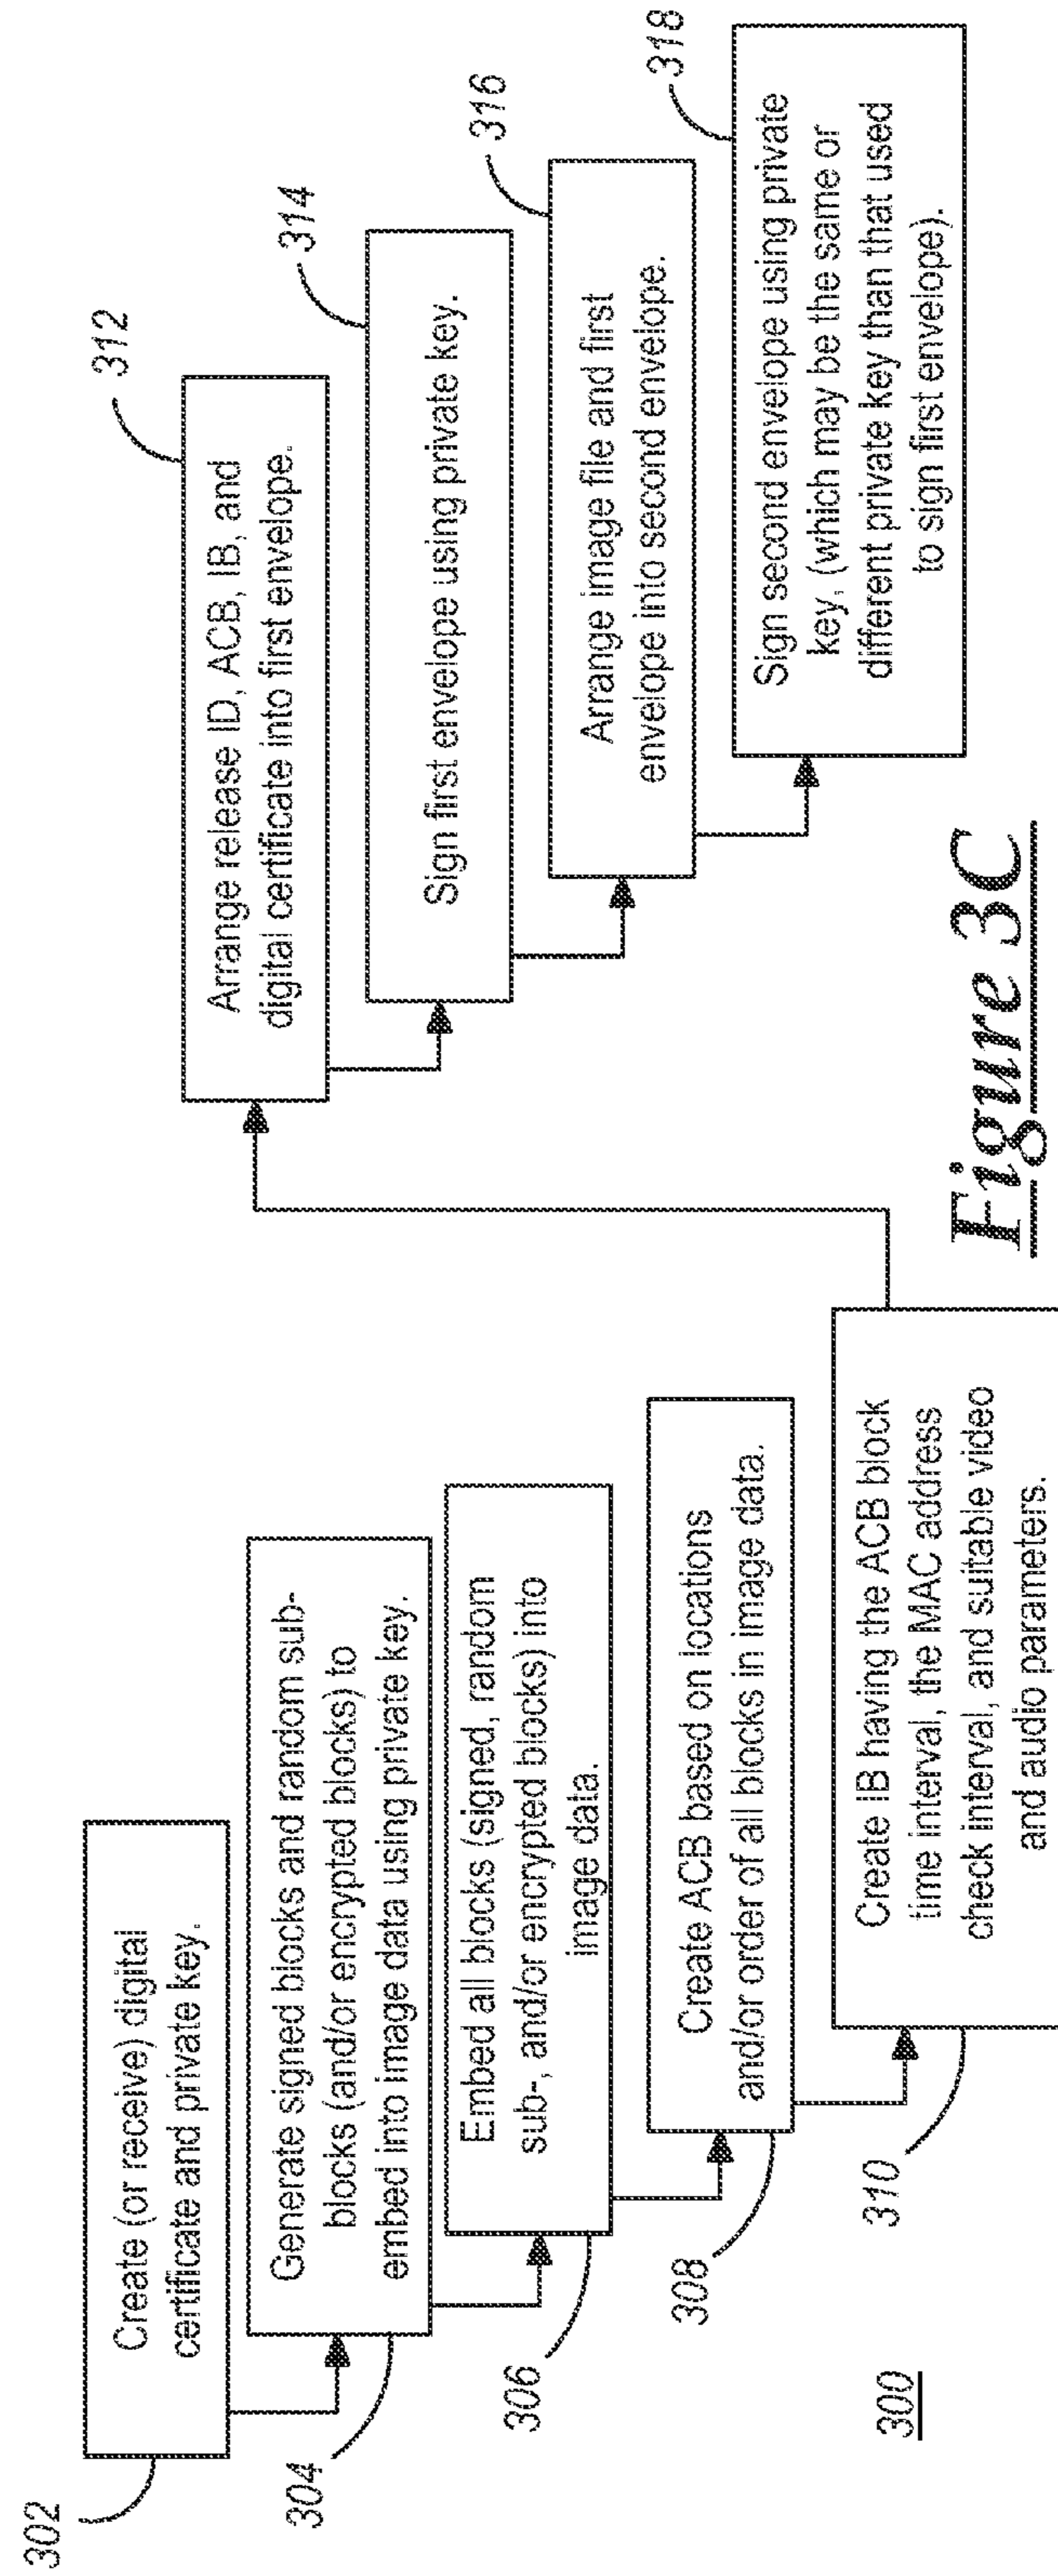 302
Create (or receive) digital
certificate and private key.
304
Generate signed blocks and random sub-
blocks (and/or encrypted blocks) to
embed into image data using private key.
306
Embed all blocks (signed, random
sub-, and/or encrypted blocks) into
image data.
308
Create ACB based on locations
and/or order of all blocks in image data.
310
Create IB having the ACB block
time interval, the MAC address
check interval, and suitable video
and audio parameters.
312
Arrange release ID, ACB, IB, and
digital certificate into first envelope.
314
Sign first envelope using private key.
316
Arrange image file and first
envelope into second envelope.
318
Sign second envelope using private
key, (which may be the same or
different private key than that used
to sign first envelope).
300
Figure 3C